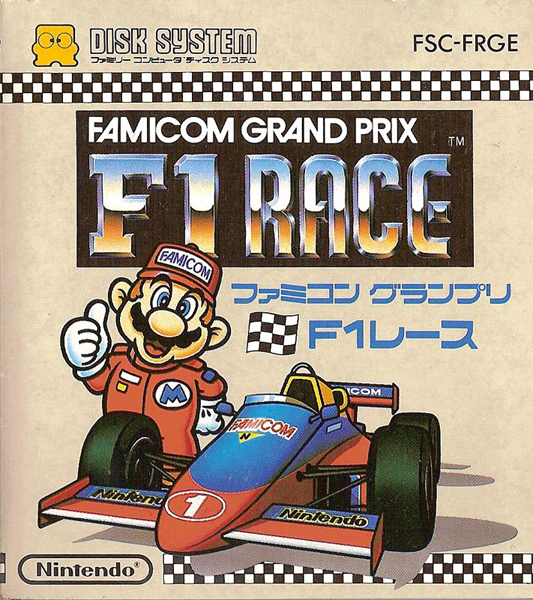 DISK SYSTEM
FSC-FRGE
ファミリー コンピュータ ディスク システム
FAMICOM GRAND PRIX
F1 RACE TM
ファミコン グランプリ
F1レース
FAMICOM
M
COM
FAMICOM
N
1
Nintendo
Nintendo
Nintendo®